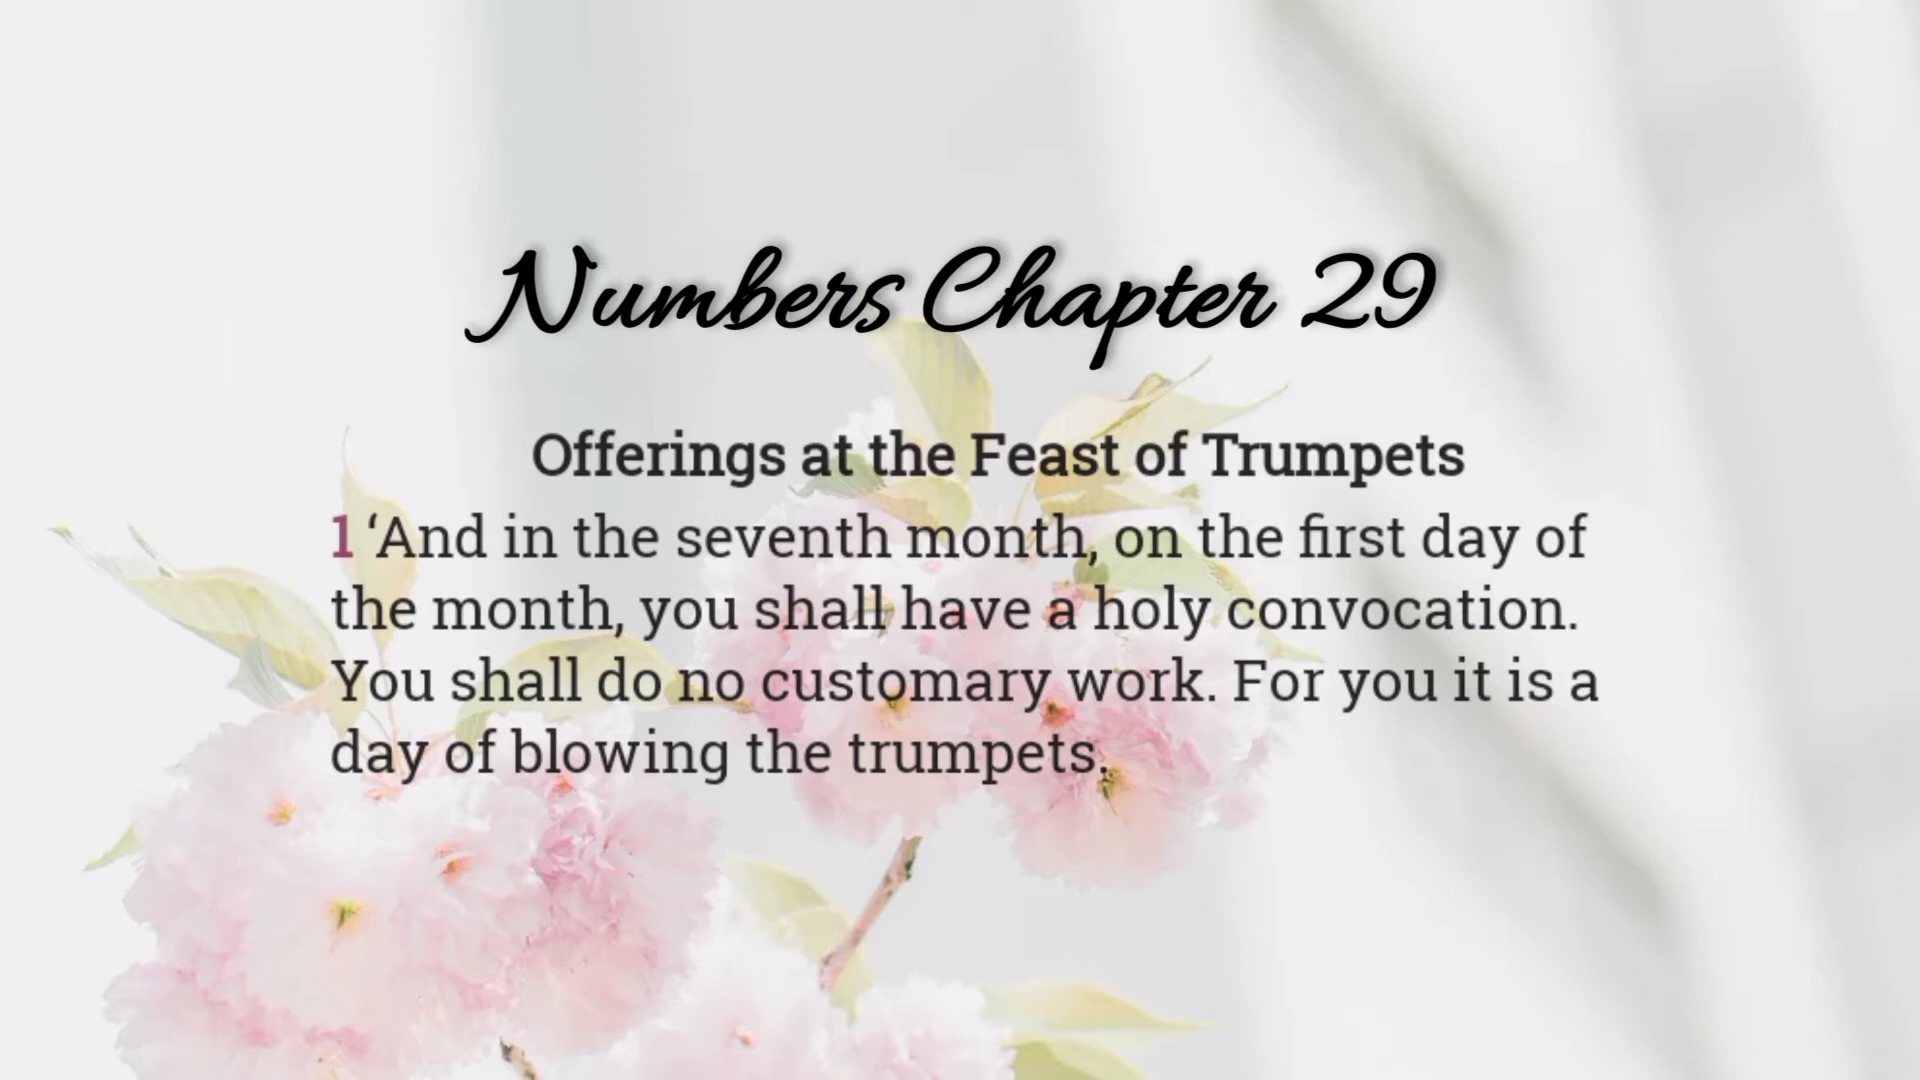 Numbers Chapter 29
Offerings at the Feast of Trumpets
1 ‘And in the seventh month, on the first day of
the month, you shall have a holy convocation.
You shall do no customary work. For you it is a
day of blowing the trumpets.